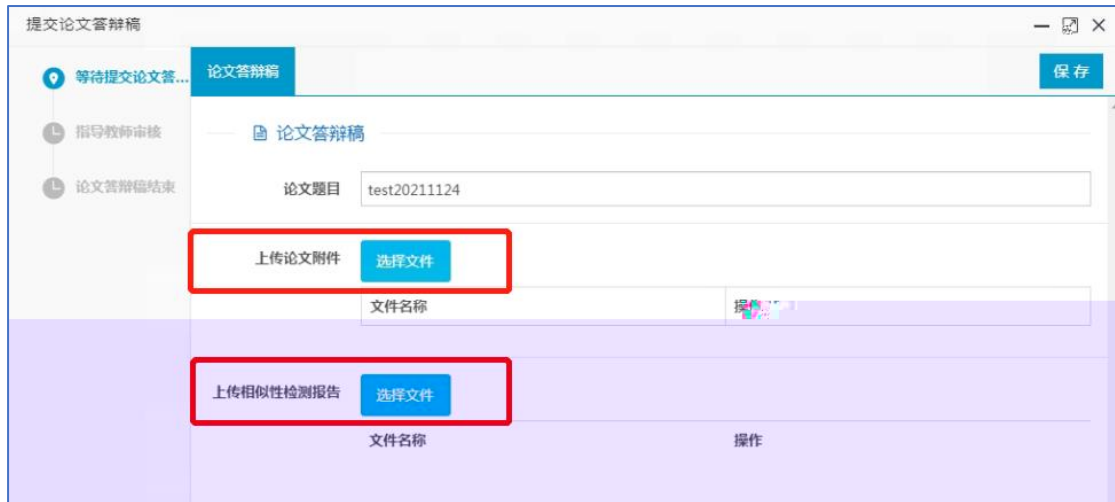 提交论文答辩稿
等待提交论文答...
论文答辩稿
保存
指导教师审核
论文答辩稿
论文答辩稿结束
论文题目
test20211124
上传论文附件
选择文件
文件名称
上传相似性检测报告
选择文件
文件名称
操作